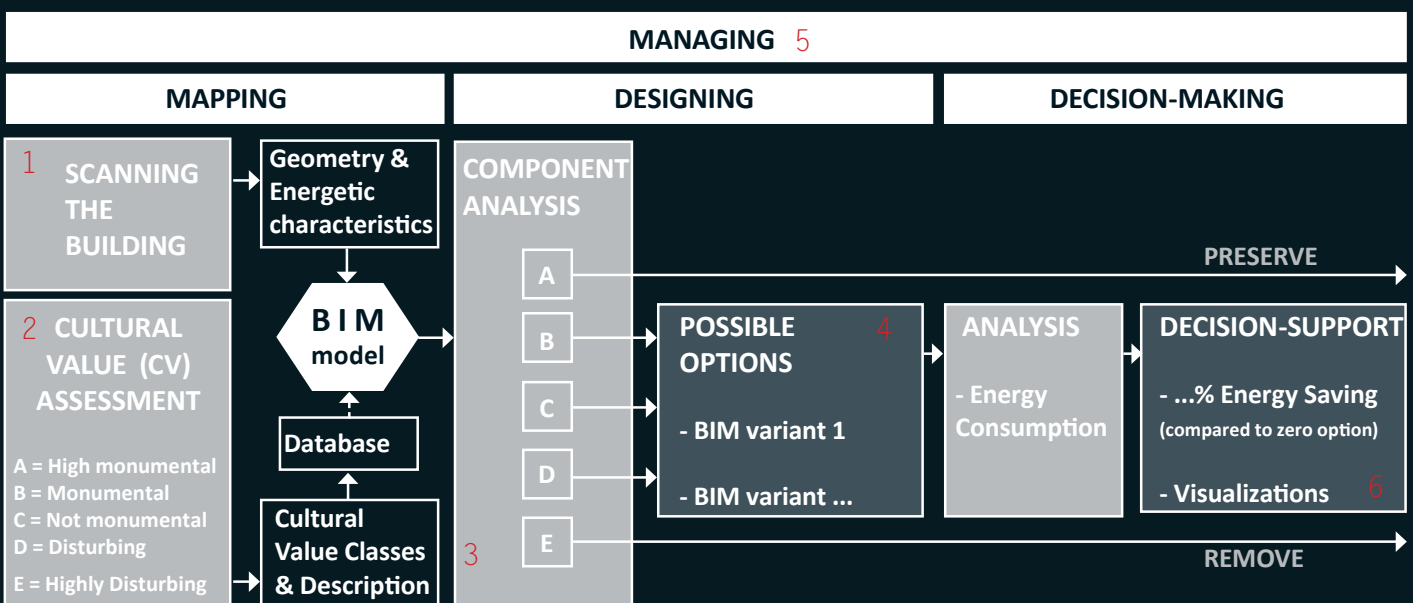 MANAGING 5
MAPPING
DESIGNING
DECISION-MAKING
1 SCANNING
THE
BUILDING
Geometry &
Energetic
characteristics
2 CULTURAL
VALUE (CV)
ASSESSMENT
A = High monumental
B = Monumental
C = Not monumental
D = Disturbing
E = Highly Disturbing
B I M
model
Database
Cultural
Value Classes
& Description
COMPONENT
ANALYSIS
A
B
C
D
E
3
PRESERVE
POSSIBLE 4
OPTIONS
- BIM variant 1
- BIM variant ...
ANALYSIS
- Energy
Consumption
DECISION-SUPPORT
- ...% Energy Saving
(compared to zero option)
- Visualizations 6
REMOVE